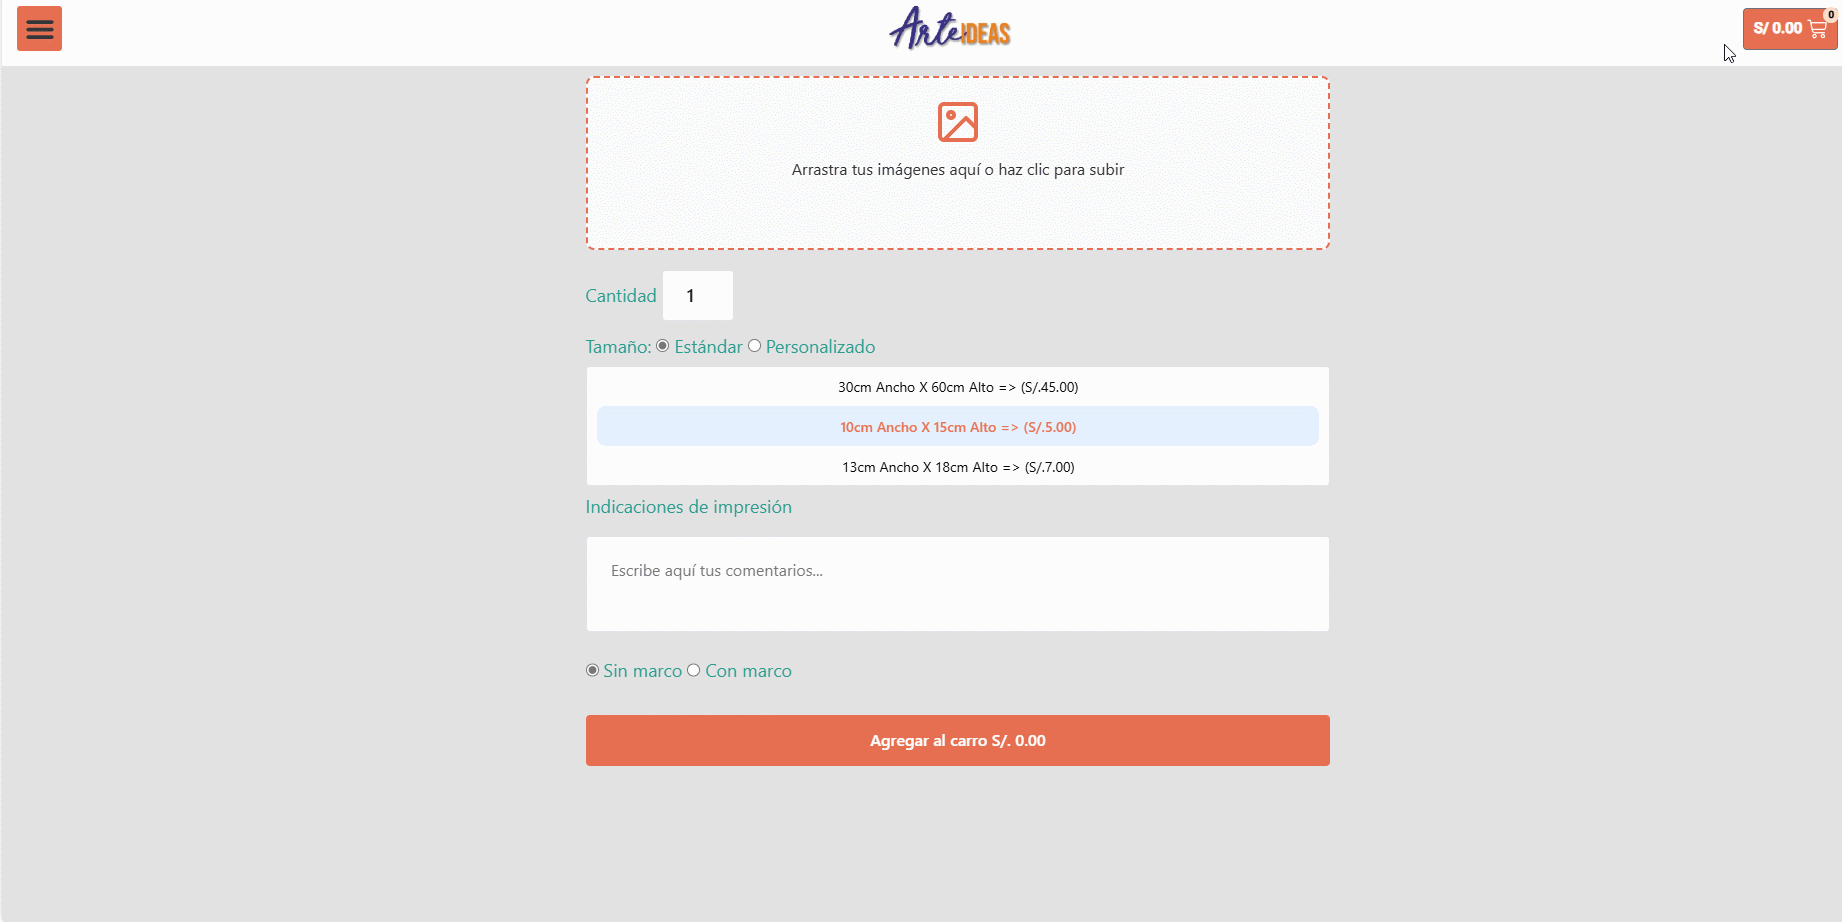 Arte IDEAS
S/ 0.00
0
Arrastra tus imágenes aquí o haz clic para subir
Cantidad 1
Tamaño: Estándar Personalizado
30cm Ancho X 60cm Alto => (S/.45.00)
10cm Ancho X 15cm Alto => (S/.5.00)
13cm Ancho X 18cm Alto => (S/.7.00)
Indicaciones de impresión
Escribe aquí tus comentarios...
Sin marco Con marco
Agregar al carro S/. 0.00